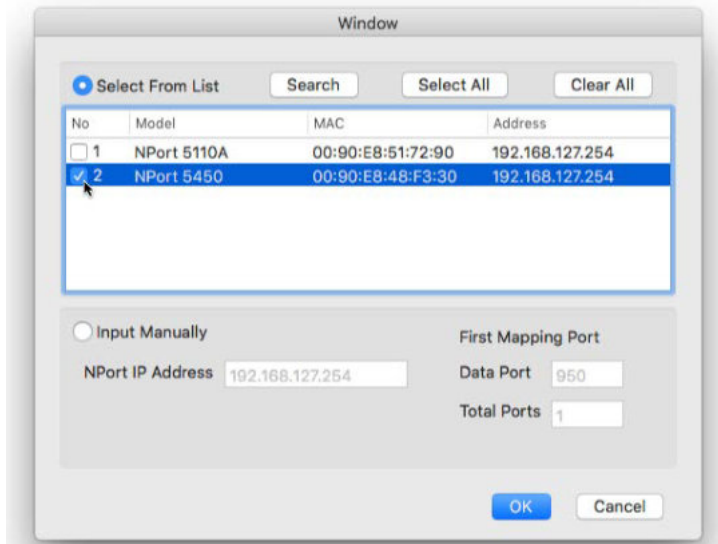 Window
Select From List Search Select All Clear All
No Model MAC Address
1 NPort 5110A 00:90:E8:51:72:90 192.168.127.254
2 NPort 5450 00:90:E8:48:F3:30 192.168.127.254
Input Manually
First Mapping Port
NPort IP Address 192.168.127.254 Data Port 950
Total Ports 1
OK Cancel